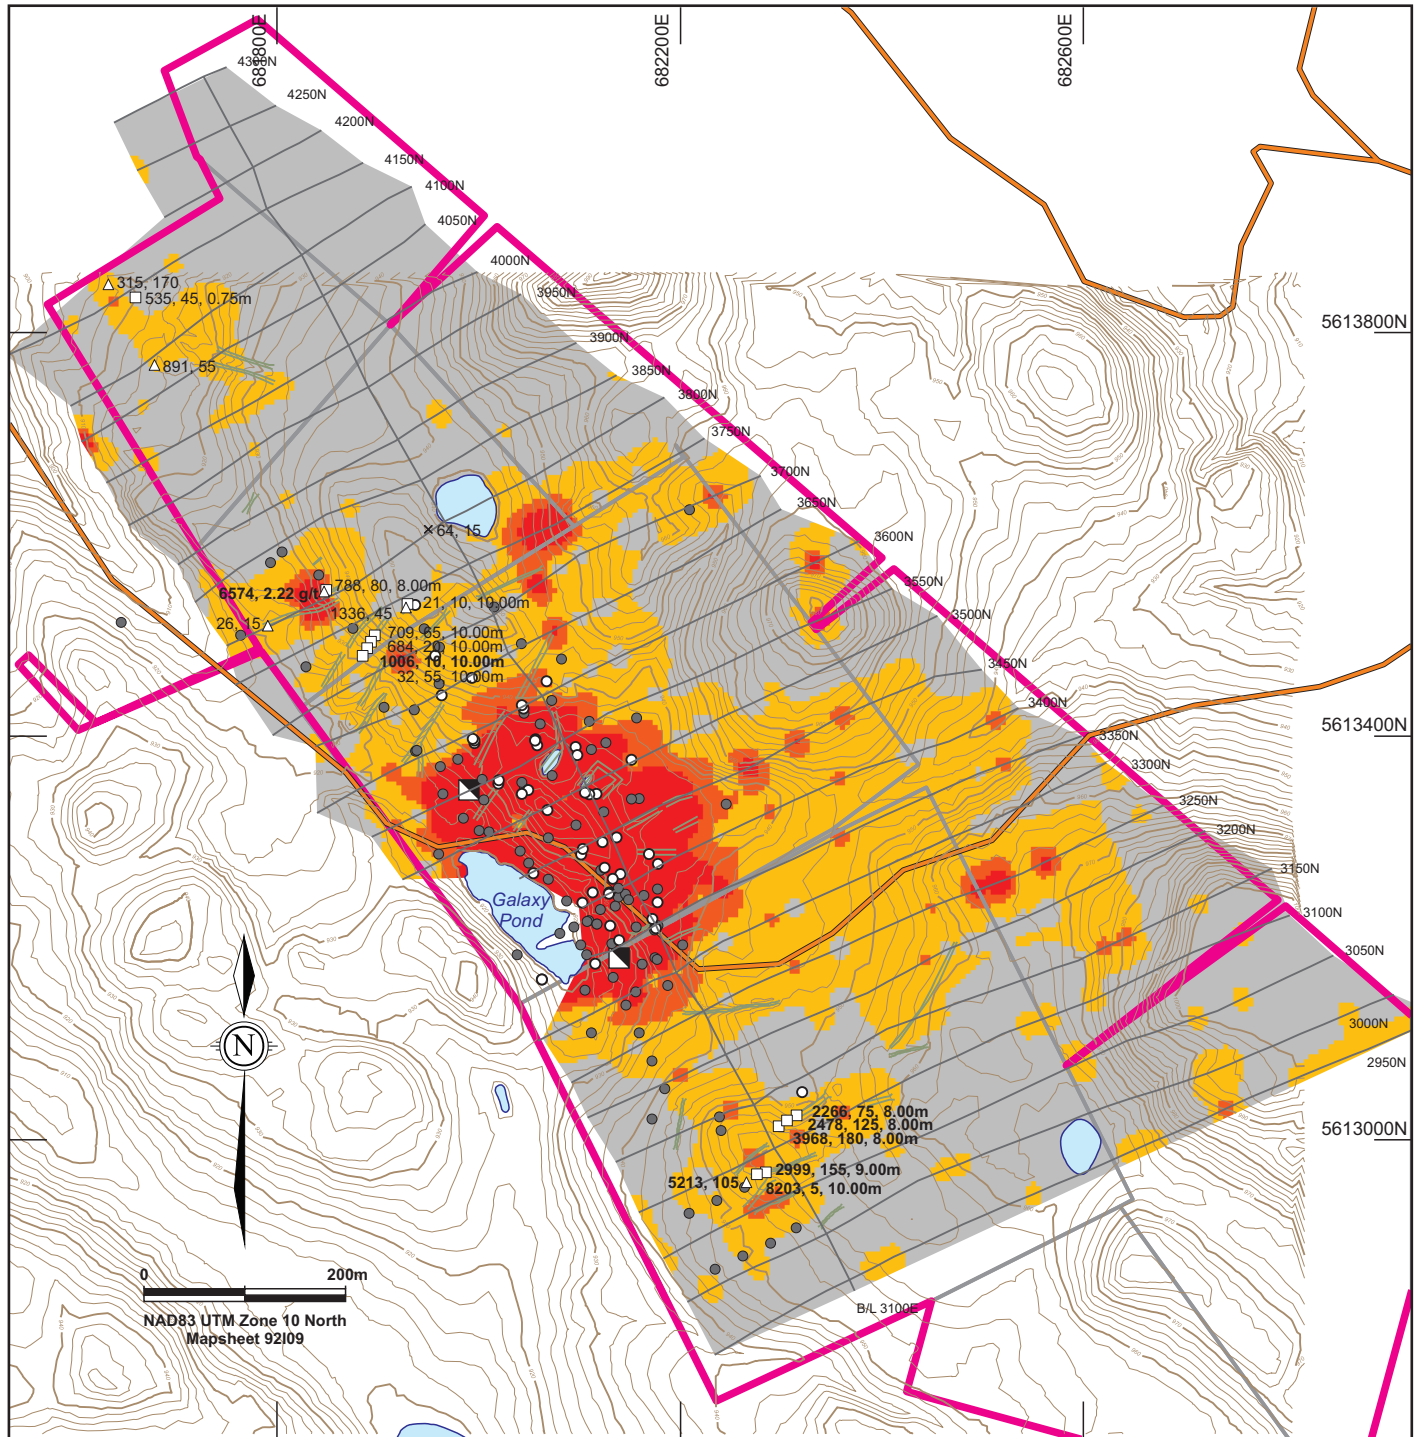 681800E
682200E
682600E
4300N
4250N
4200N
4150N
4100N
4050N
4000N
3950N
3900N
3850N
3800N
3750N
3700N
3650N
3600N
3550N
3500N
3450N
3400N
3350N
3300N
3250N
3200N
3150N
3100N
3050N
3000N
2950N
5613800N
5613400N
5613000N
315, 170
535, 45, 0.75m
891, 55
64, 15
788, 80, 8.00m
6574, 2.22 g/t
21, 10, 10.00m
1336, 45
26, 15
709, 65, 10.00m
684, 20, 10.00m
1006, 10, 10.00m
32, 55, 10.00m
Galaxy
Pond
N
2266, 75, 8.00m
2478, 125, 8.00m
3968, 180, 8.00m
2999, 155, 9.00m
5213, 105
8203, 5, 10.00m
B/L 3100E
0 200m
NAD83 UTM Zone 10 North
Mapsheet 92I09